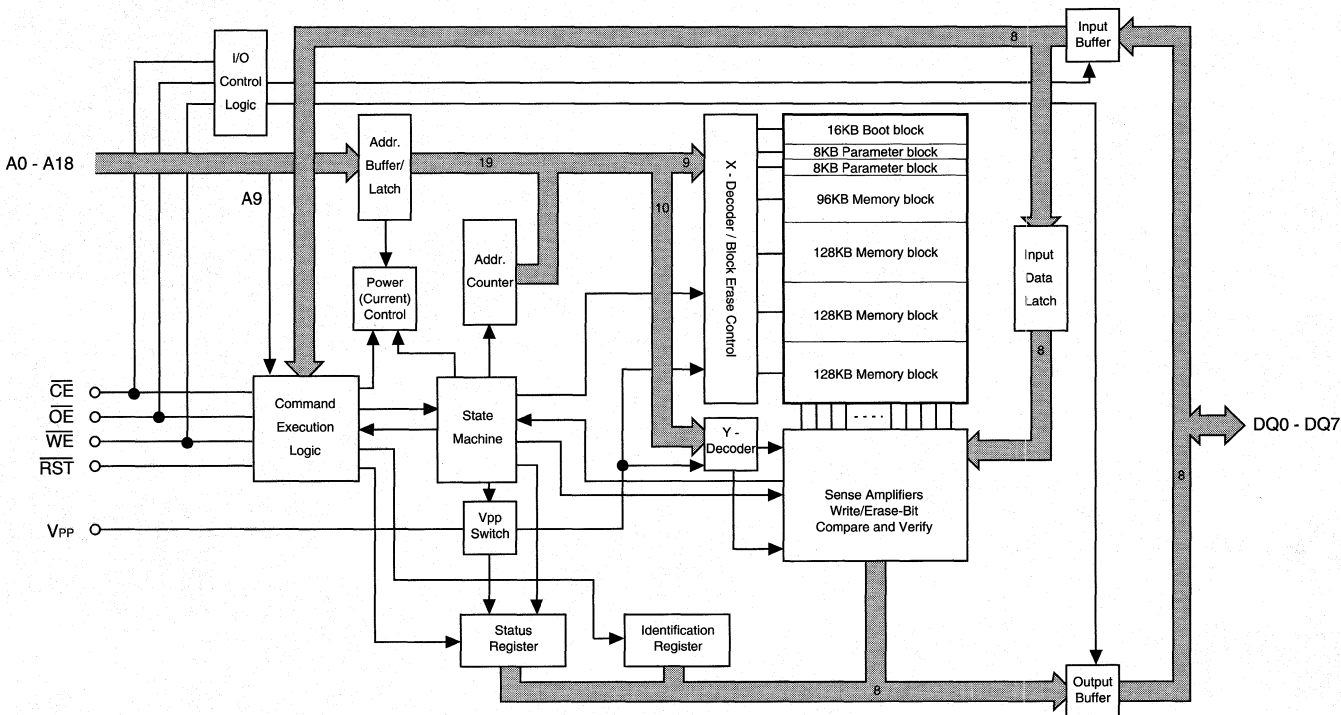 8
Input
Buffer
I/O
Control
Logic
A0 - A18
Addr.
Buffer/
Latch
19
9
A9
10
X - Decoder / Block Erase Control
16KB Boot block
8KB Parameter block
8KB Parameter block
96KB Memory block
128KB Memory block
128KB Memory block
128KB Memory block
Addr.
Counter
Power
(Current)
Control
Input
Data
Latch
8
CE
OE
WE
RST
Command
Execution
Logic
State
Machine
Y -
Decoder
DQ0 - DQ7
8
Sense Amplifiers
Write/Erase-Bit
Compare and Verify
VPP
Vpp
Switch
Status
Register
Identification
Register
8
Output
Buffer